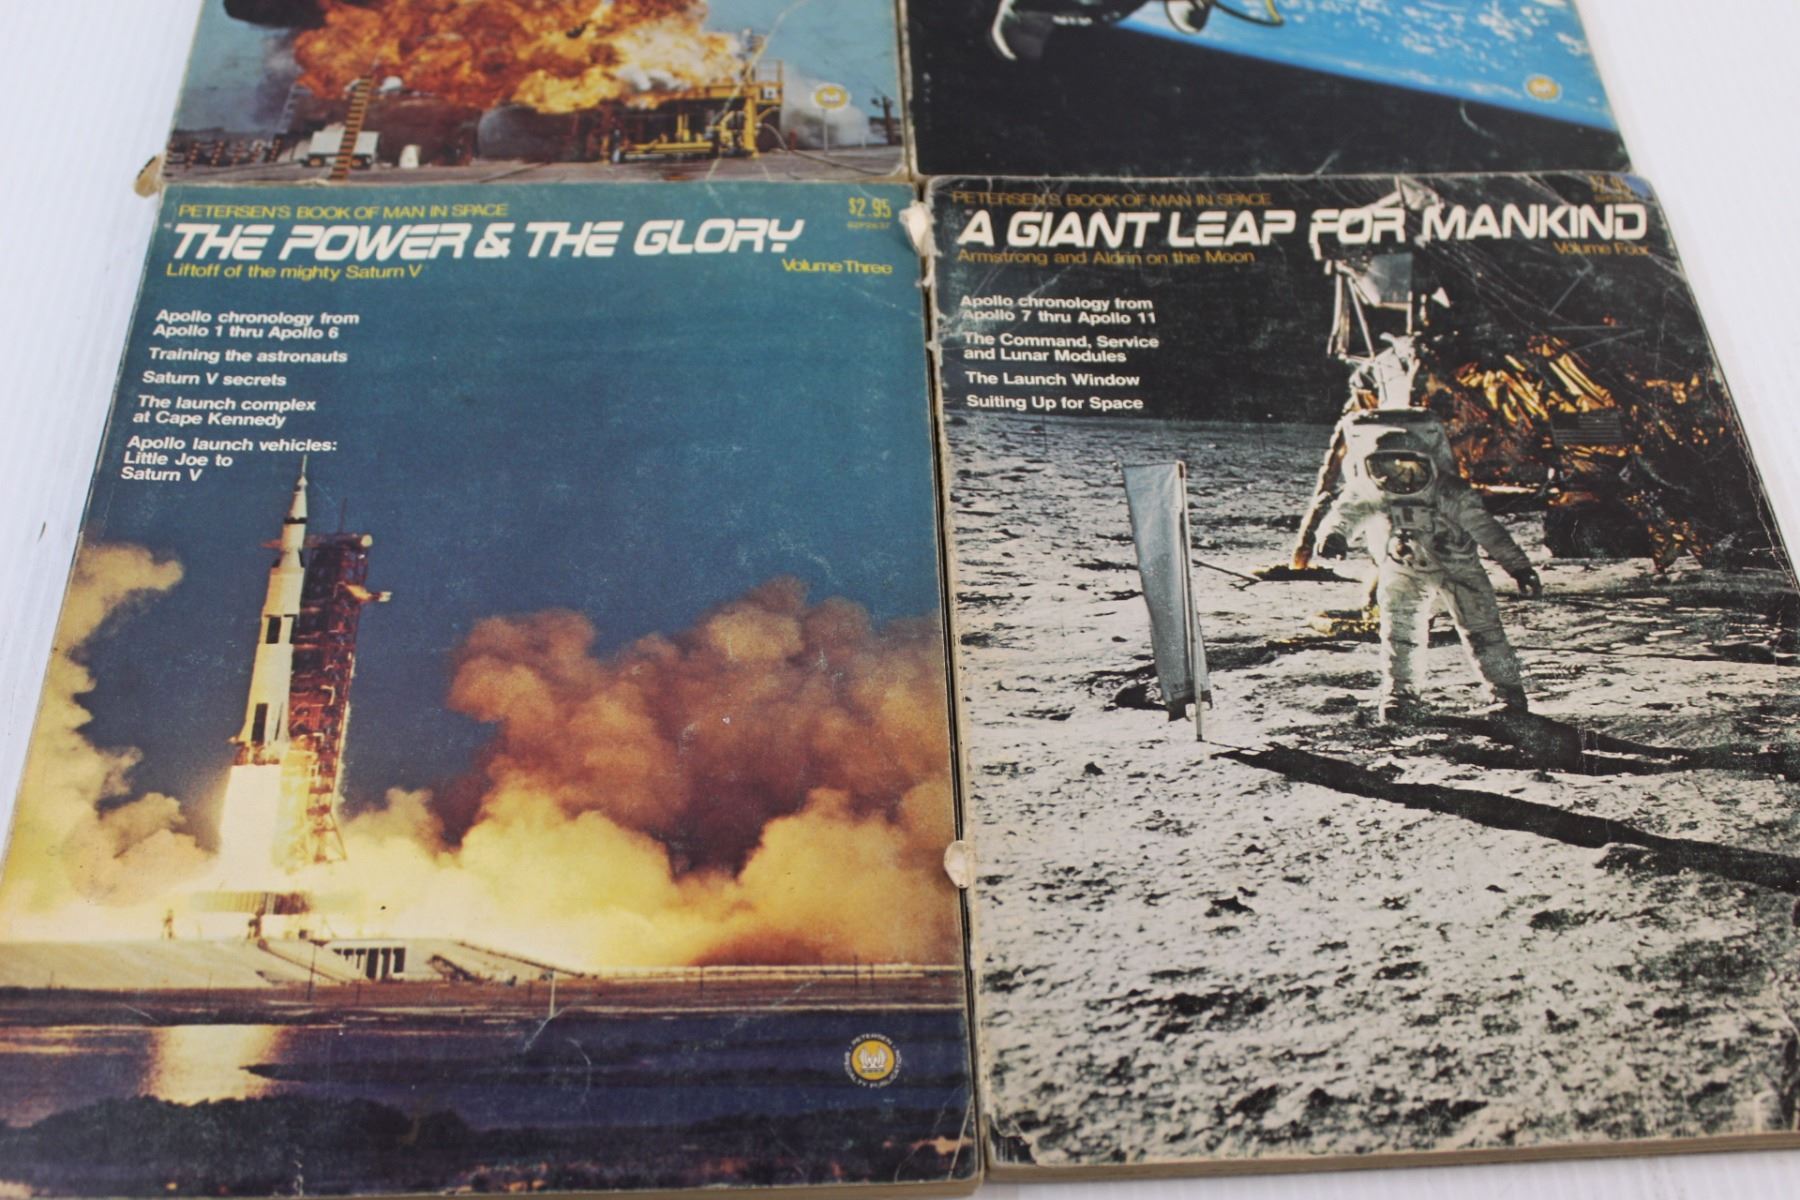 PETERSEN'S BOOK OF MAN IN SPACE
$2.95
THE POWER & THE GLORY
Liftoff of the mighty Saturn V
Volume Three
Apollo chronology from
Apollo 1 thru Apollo 6
Training the astronauts
Saturn V secrets
The launch complex
at Cape Kennedy
Apollo launch vehicles:
Little Joe to
Saturn V
PETERSEN SPECIALTY PUBLICATIONS
PETERSEN'S BOOK OF MAN IN SPACE
A GIANT LEAP FOR MANKIND
Armstrong and Aldrin on the Moon
Volume Four
Apollo chronology from
Apollo 7 thru Apollo 11
The Command, Service
and Lunar Modules
The Launch Window
Suiting Up for Space